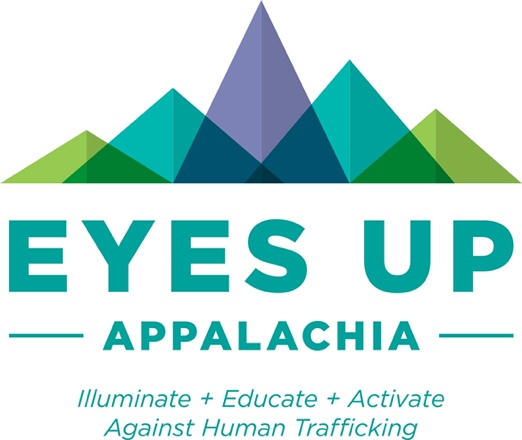 EYES UP
APPALACHIA
Illuminate + Educate + Activate
Against Human Trafficking